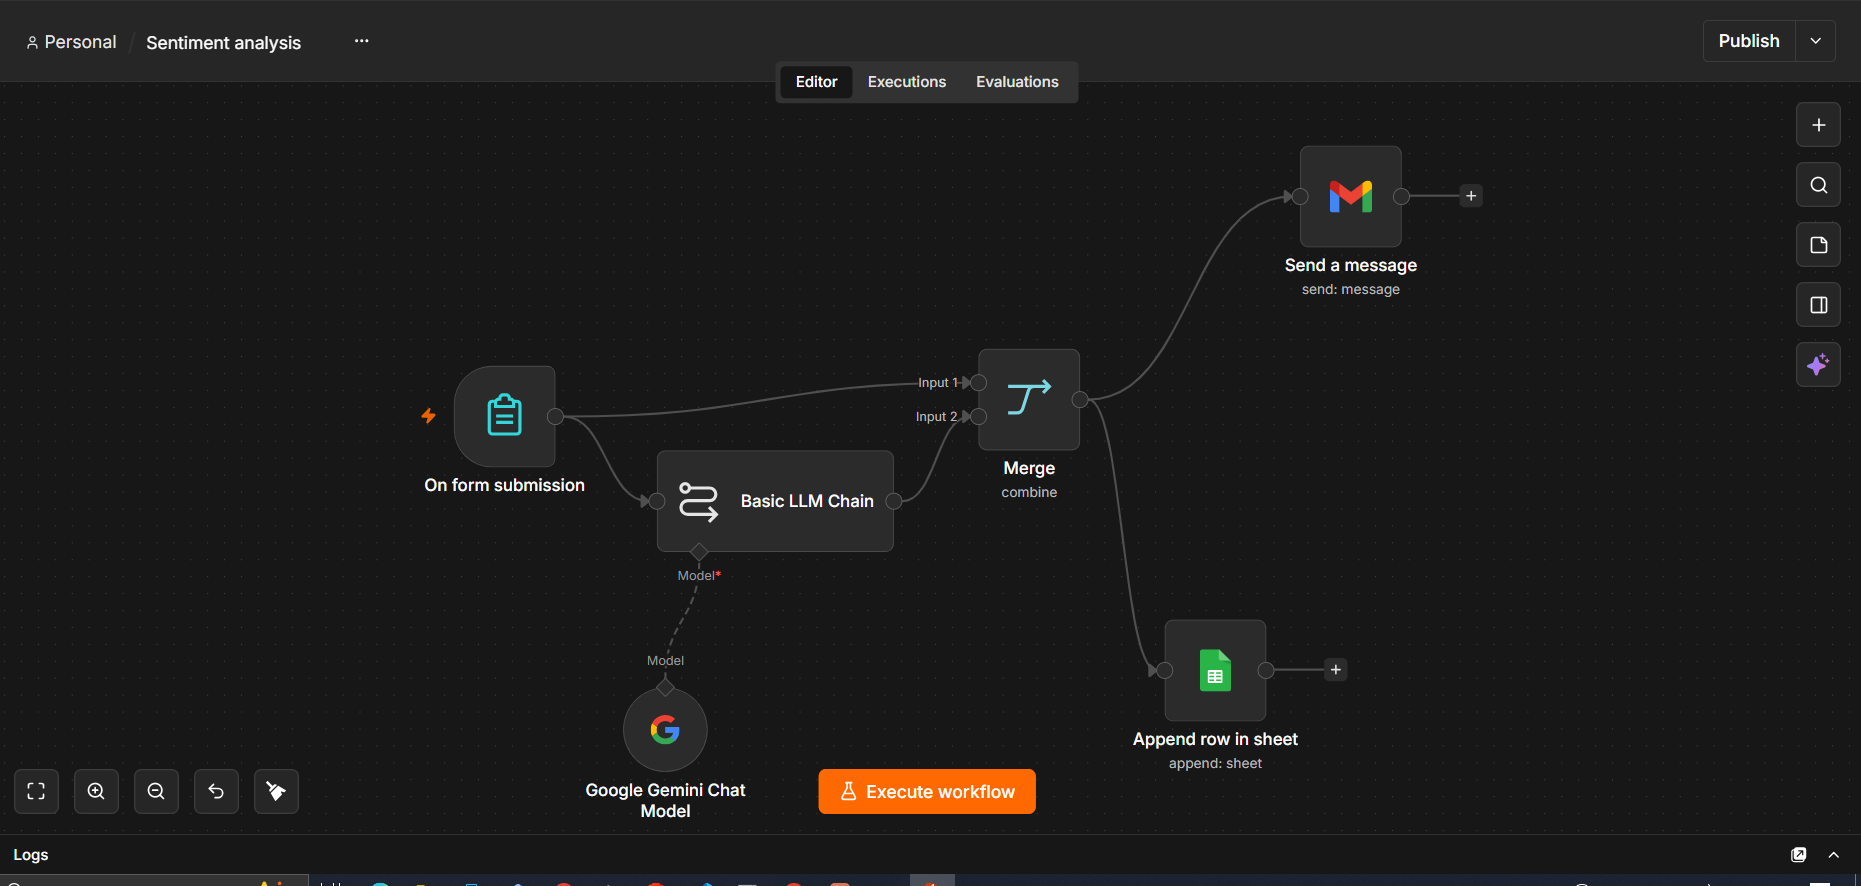 Personal / Sentiment analysis ...
Publish
Editor Executions Evaluations
Send a message
send: message
Input 1
Input 2
On form submission
Merge
combine
Basic LLM Chain
Model*
Model
Google Gemini Chat
Model
Append row in sheet
append: sheet
Execute workflow
Logs